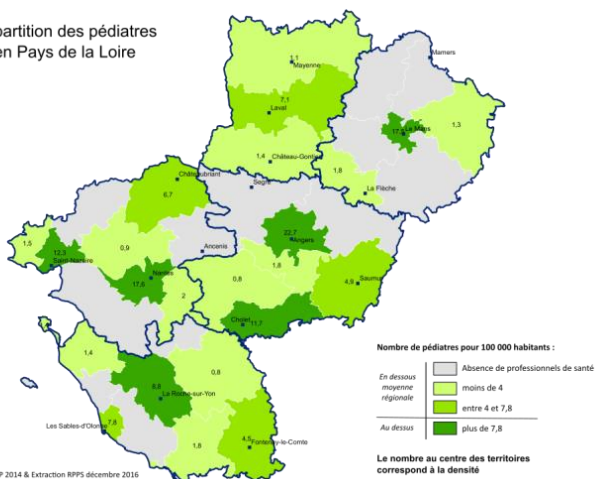 partition des pédiatres
en Pays de la Loire
Mamers
1,1
Mayenne
7,1
Laval
Le Mans
1,3
1,4
Château-Gontier
1,8
La Flèche
Châteaubriant
Segré
6,7
22,7
Angers
1,5
12,3
Saint-Nazaire
0,9
Ancenis
1,8
Nantes
17,6
2
0,8
4,9
Saumur
Cholet
11,7
1,4
0,8
8,8
La Roche-sur-Yon
7,8
Les Sables-d'Olonne
1,8
4,5
Fontenay-le-Comte
Nombre de pédiatres pour 100 000 habitants :
En dessous
moyenne
régionale
Absence de professionnels de santé
moins de 4
entre 4 et 7,8
Au dessus
plus de 7,8
Le nombre au centre des territoires
correspond à la densité
P 2014 & Extraction RPPS décembre 2016